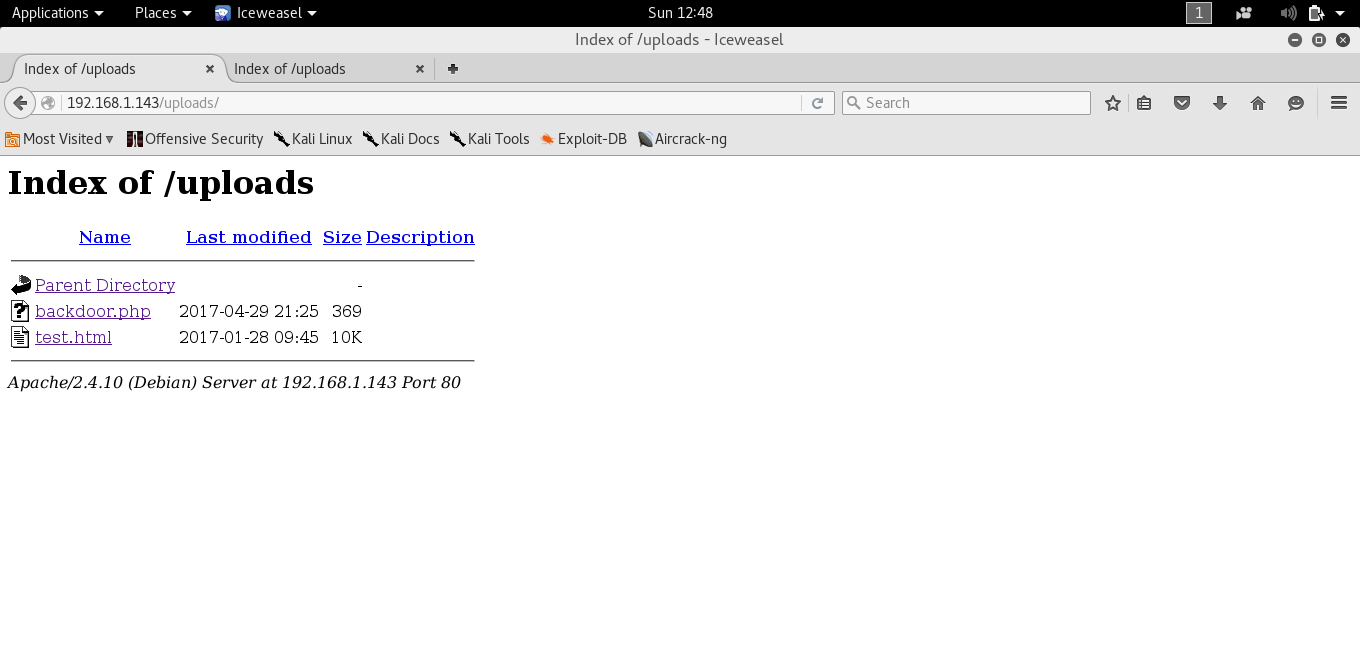 Applications Places Iceweasel Sun 12:48 1
Index of /uploads - Iceweasel
Index of /uploads Index of /uploads
192.168.1.143/uploads/ Search
Most Visited Offensive Security Kali Linux Kali Docs Kali Tools Exploit-DB Aircrack-ng
Index of /uploads
Name Last modified Size Description
Parent Directory -
backdoor.php 2017-04-29 21:25 369
test.html 2017-01-28 09:45 10K
Apache/2.4.10 (Debian) Server at 192.168.1.143 Port 80